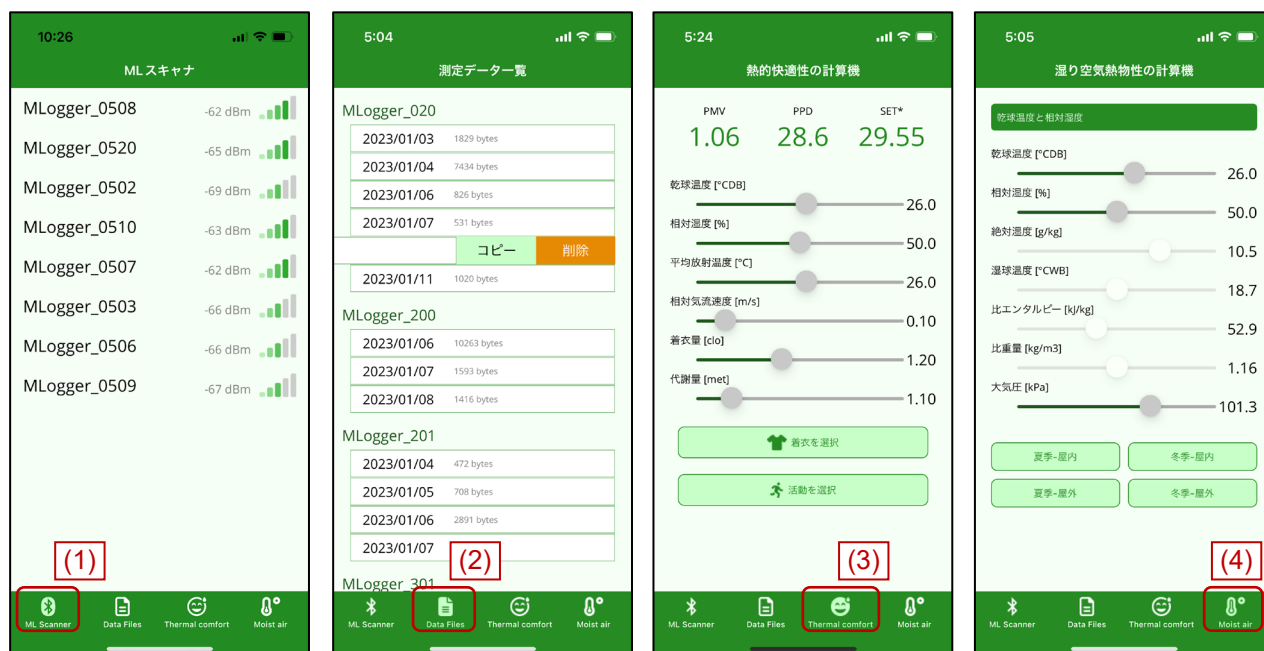 10:26
MLスキャナ
MLogger_0508 -62 dBm
MLogger_0520 -65 dBm
MLogger_0502 -69 dBm
MLogger_0510 -63 dBm
MLogger_0507 -62 dBm
MLogger_0503 -66 dBm
MLogger_0506 -66 dBm
MLogger_0509 -67 dBm
(1)
ML Scanner Data Files Thermal comfort Moist air
5:04
測定データ一覧
MLogger_020
2023/01/03 1829 bytes
2023/01/04 7434 bytes
2023/01/06 826 bytes
2023/01/07 531 bytes
コピー 削除
2023/01/11 1020 bytes
MLogger_200
2023/01/06 10263 bytes
2023/01/07 1593 bytes
2023/01/08 1416 bytes
MLogger_201
2023/01/04 472 bytes
2023/01/05 708 bytes
2023/01/06 2891 bytes
2023/01/07
(2)
MLogger_301
ML Scanner Data Files Thermal comfort Moist air
5:24
熱的快適性の計算機
PMV PPD SET*
1.06 28.6 29.55
乾球温度 [°CDB]
26.0
相対湿度 [%]
50.0
平均放射温度 [°C]
26.0
相対気流速度 [m/s]
0.10
着衣量 [clo]
1.20
代謝量 [met]
1.10
着衣を選択
活動を選択
(3)
ML Scanner Data Files Thermal comfort Moist air
5:05
湿り空気熱物性の計算機
乾球温度と相対湿度
乾球温度 [°CDB]
26.0
相対湿度 [%]
50.0
絶対湿度 [g/kg]
10.5
湿球温度 [°CWB]
18.7
比エンタルピー [kJ/kg]
52.9
比重量 [kg/m3]
1.16
大気圧 [kPa]
101.3
夏季-屋内 冬季-屋内
夏季-屋外 冬季-屋外
(4)
ML Scanner Data Files Thermal comfort Moist air